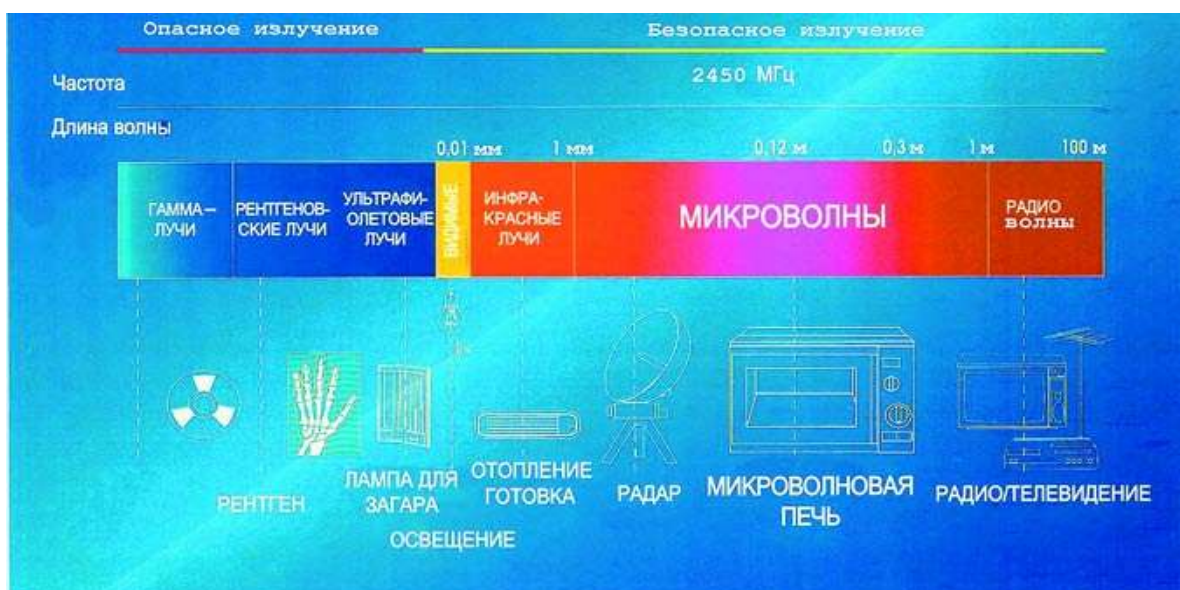 Опасное излучение
Безопасное излучение
Частота
2450 МГц
Длина волны
0,01 мм
1 мм
0,12 м
0,3 м
1 м
100 м
ГАММА–
ЛУЧИ
РЕНТГЕНОВ-
СКИЕ ЛУЧИ
УЛЬТРАФИ-
ОЛЕТОВЫЕ
ЛУЧИ
ВИДИМЫЕ
ИНФРА-
КРАСНЫЕ
ЛУЧИ
МИКРОВОЛНЫ
РАДИО
ВОЛНЫ
РЕНТГЕН
ЛАМПА ДЛЯ
ЗАГАРА
ОСВЕЩЕНИЕ
ОТОПЛЕНИЕ
ГОТОВКА
РАДАР
МИКРОВОЛНОВАЯ
ПЕЧЬ
РАДИО/ТЕЛЕВИДЕНИЕ